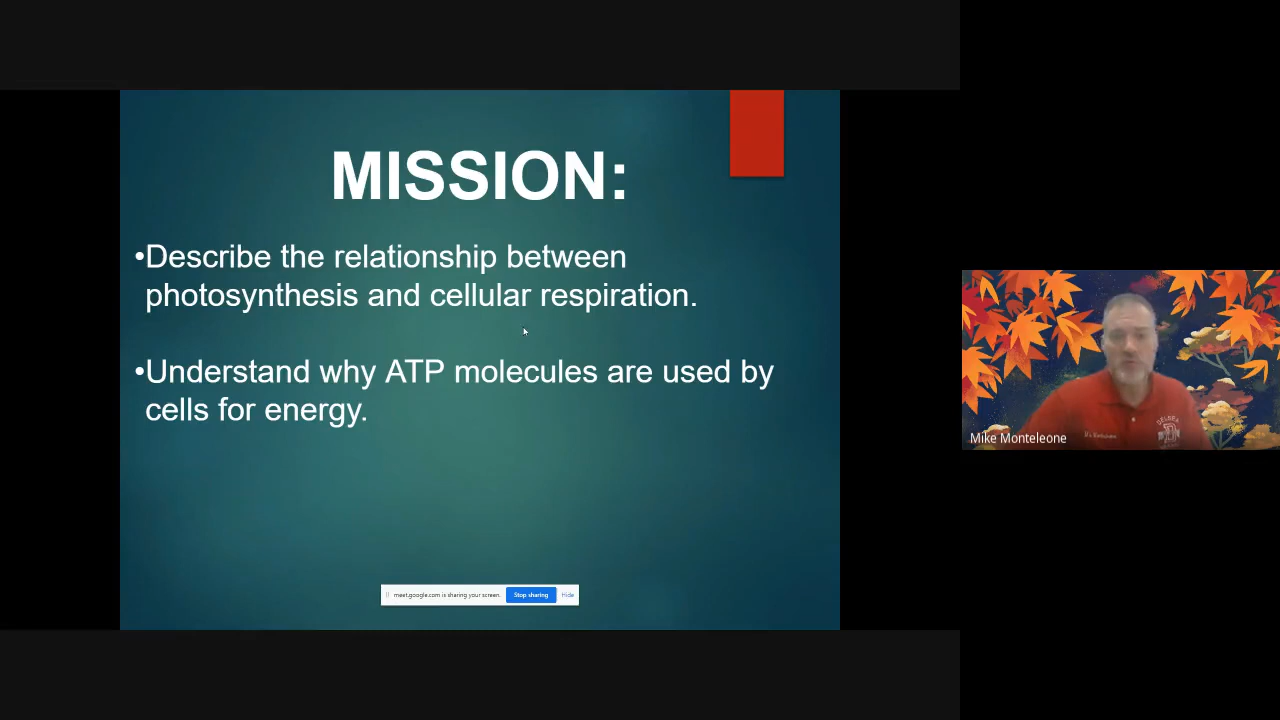 MISSION:
•Describe the relationship between
photosynthesis and cellular respiration.
•Understand why ATP molecules are used by
cells for energy.
meet.google.com is sharing your screen. Stop sharing Hide
Mike Monteleone